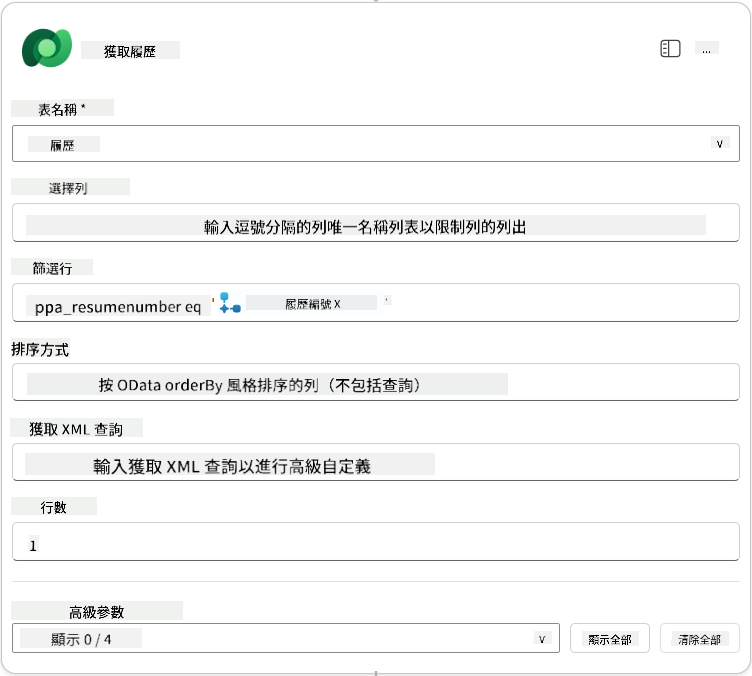 獲取履歷
...
表名稱 *
履歷
選擇列
輸入逗號分隔的列唯一名稱列表以限制列的列出
篩選行
ppa_resumenumber eq ' 履歷編號 X '
排序方式
按 OData orderBy 風格排序的列（不包括查詢）
獲取 XML 查詢
輸入獲取 XML 查詢以進行高級自定義
行數
1
高級參數
顯示 0 / 4
顯示全部
清除全部